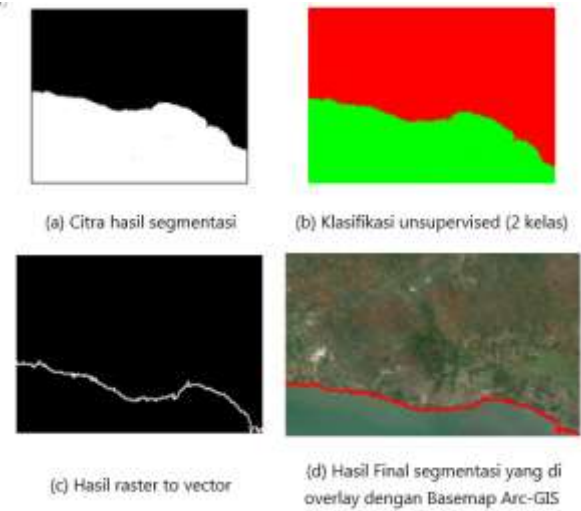 (a) Citra hasil segmentasi
(b) Klasifikasi unsupervised (2 kelas)
(c) Hasil raster to vector
(d) Hasil Final segmentasi yang di
overlay dengan Basemap Arc-GIS